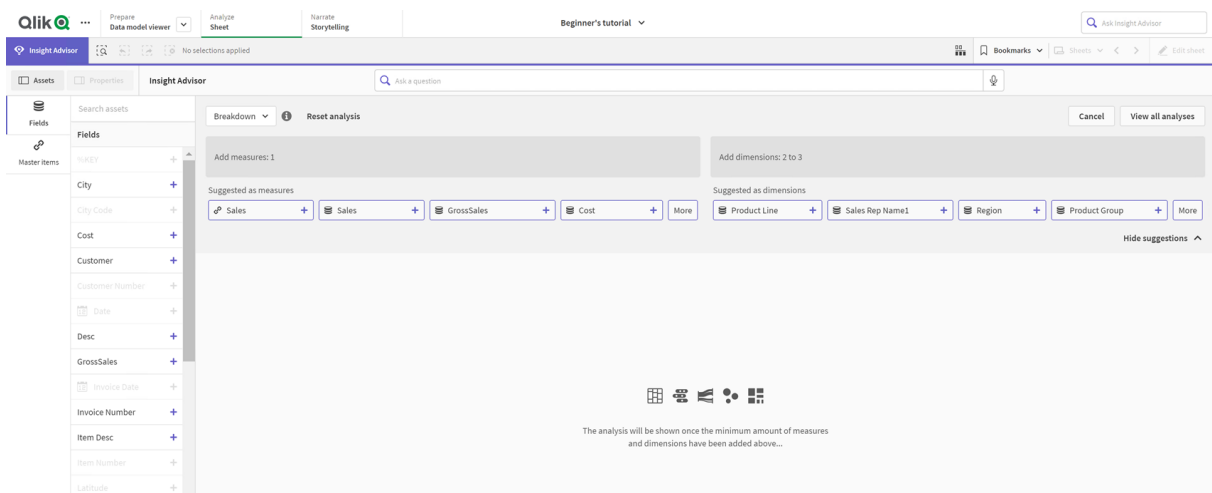 Qlik
Prepare
Data model viewer
Analyze
Sheet
Narrate
Storytelling
Beginner's tutorial
Ask Insight Advisor
Insight Advisor
No selections applied
Bookmarks
Sheets
Edit sheet
Assets
Properties
Insight Advisor
Ask a question
Fields
Master items
Search assets
Fields
%KEY
City
City Code
Cost
Customer
Customer Number
Date
Desc
GrossSales
Invoice Date
Invoice Number
Item Desc
Item Number
Latitude
Breakdown
Reset analysis
Cancel
View all analyses
Add measures: 1
Add dimensions: 2 to 3
Suggested as measures
Sales
Sales
GrossSales
Cost
More
Suggested as dimensions
Product Line
Sales Rep Name1
Region
Product Group
More
Hide suggestions
The analysis will be shown once the minimum amount of measures
and dimensions have been added above...